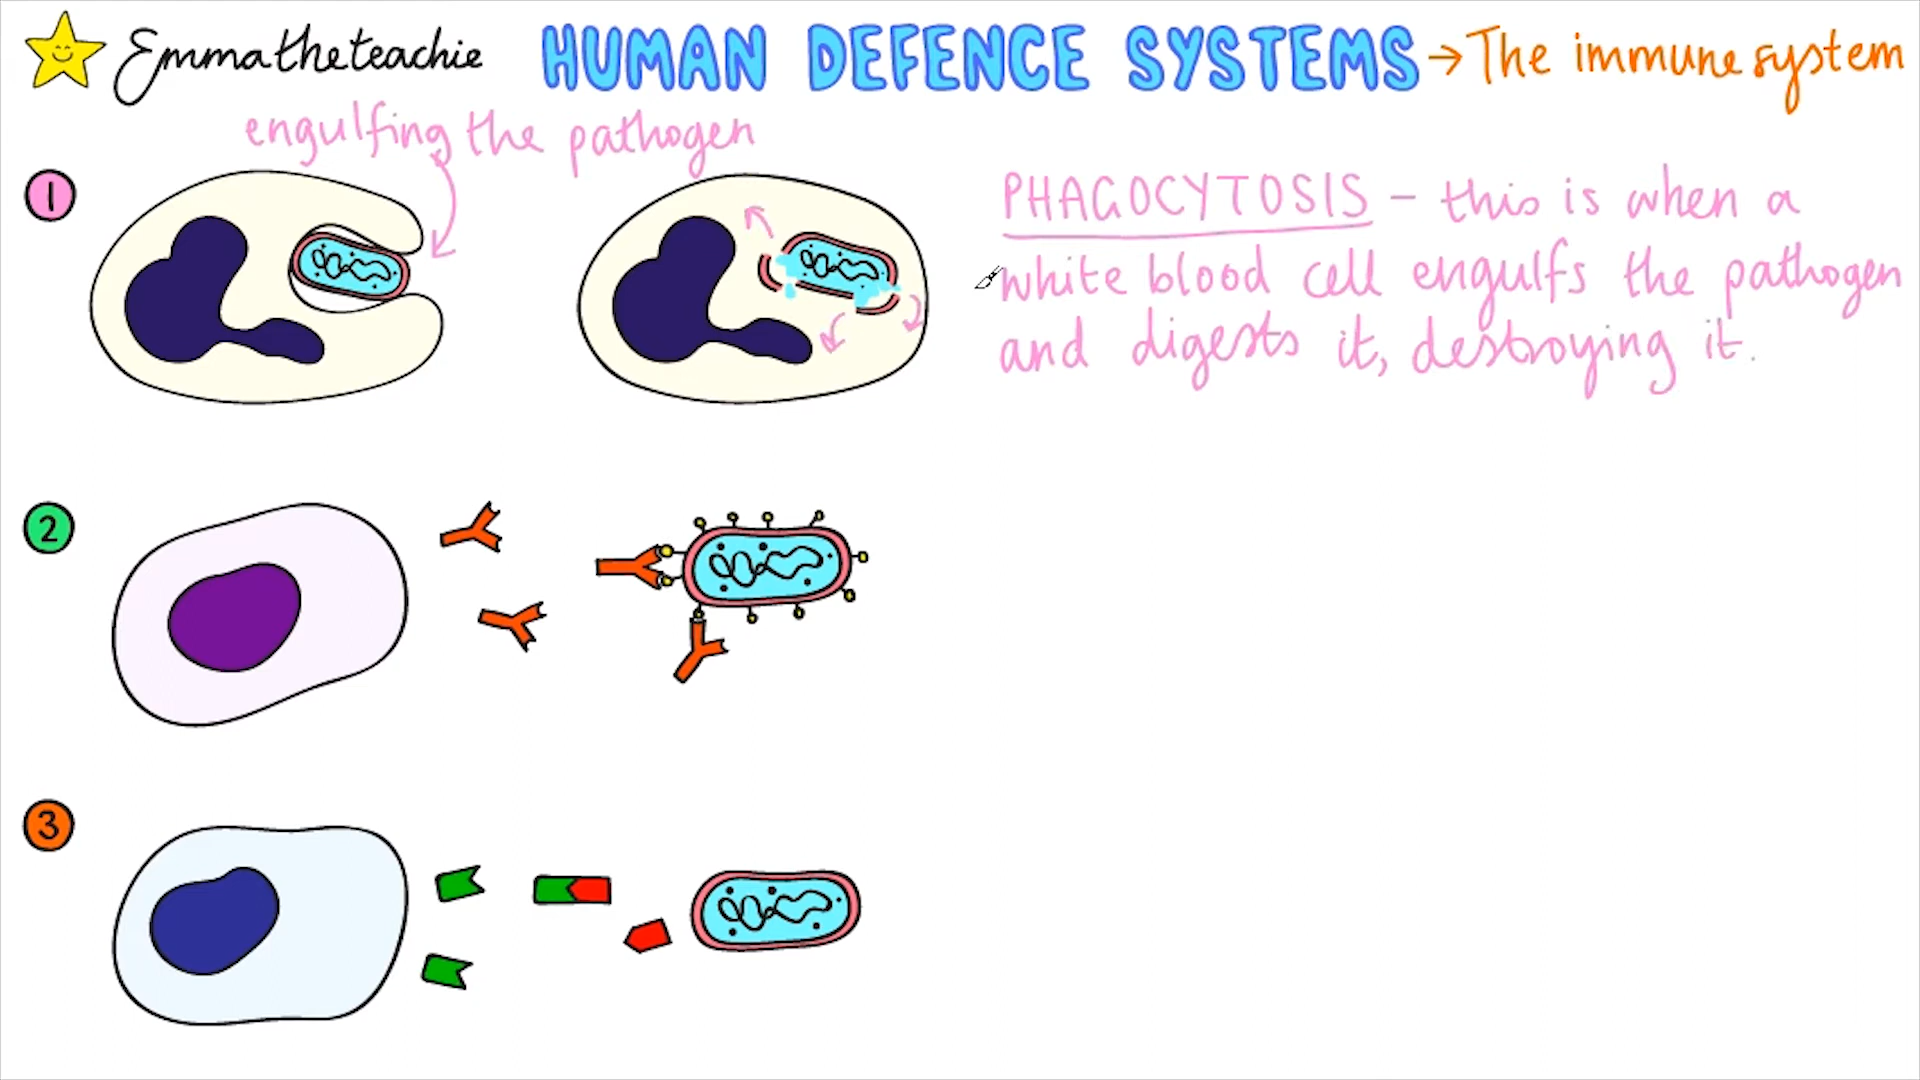 Emmatheteachie
HUMAN DEFENCE SYSTEMS → The immune system
engulfing the pathogen
1
PHAGOCYTOSIS – this is when a
white blood cell engulfs the pathogen
and digests it, destroying it.
2
3